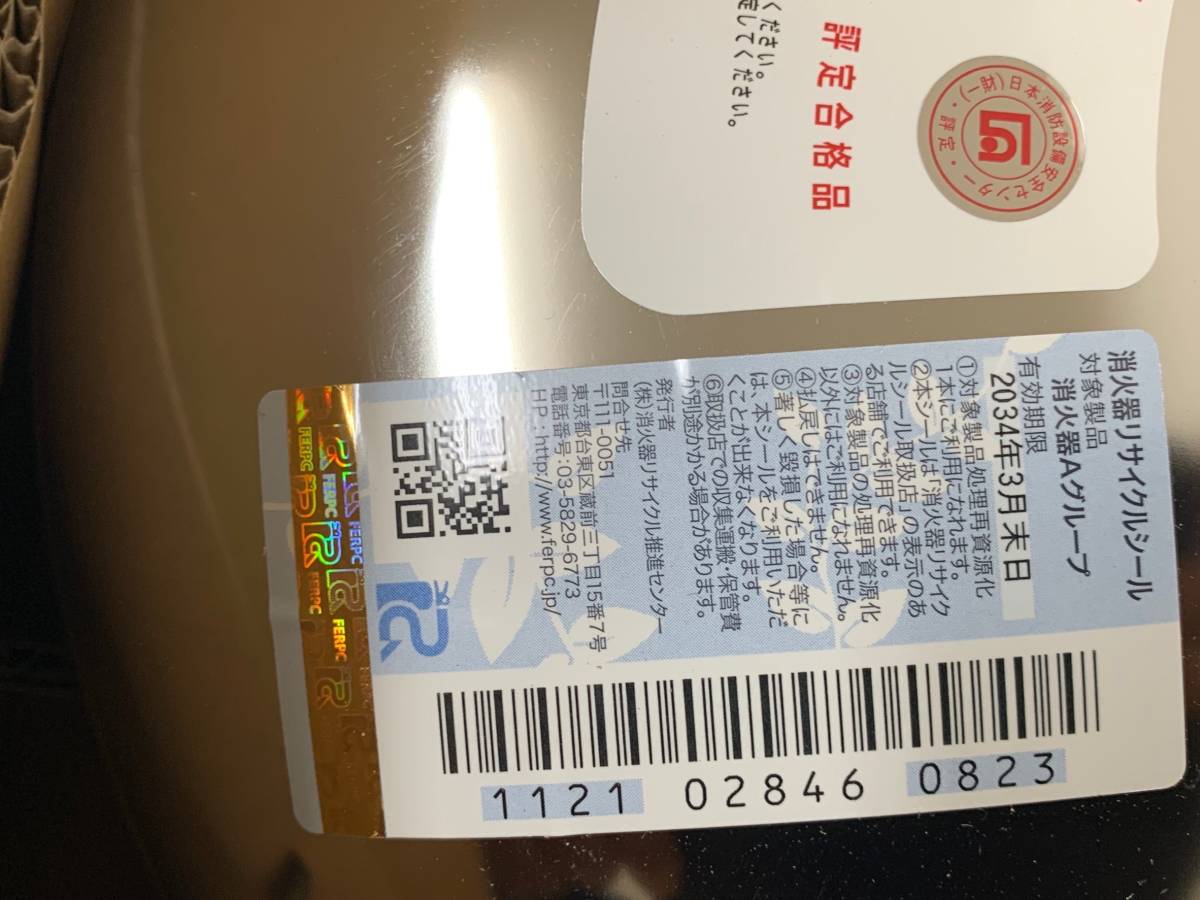 ください。
定してください。
評定合格品
(一財)日本消防設備安全センター
・評定・
消火器リサイクルシール
対象製品
消火器Aグループ
有効期限
2034年3月末日
①対象製品処理再資源化
1本にご利用になれます。
②本シールは「消火器リサイク
ルシール取扱店」の表示のあ
る店舗でご利用できます。
③対象製品の処理再資源化
以外にはご利用になれません。
④払戻しはできません。
⑤著しく毀損した場合等に
は、本シールをご利用いただ
くことが出来なくなります。
⑥取扱店での収集運搬・保管費
が別途かかる場合があります。
発行者
(株)消火器リサイクル推進センター
問合せ先
〒111-0051
東京都台東区蔵前三丁目15番7号
電話番号:03-5829-6773
HP:http//www.ferpc.jp/
FERPC
FERPC
FERPC
FERPC
FERPC
1121 02846 0823